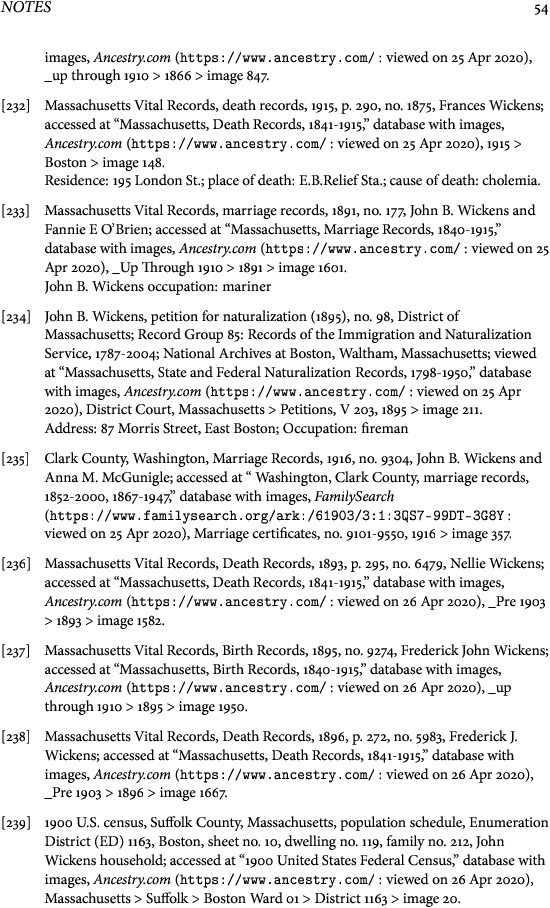 NOTES 54
images, Ancestry.com (https://www.ancestry.com/ : viewed on 25 Apr 2020),
_up through 1910 > 1866 > image 847.
[232] Massachusetts Vital Records, death records, 1915, p. 290, no. 1875, Frances Wickens;
accessed at “Massachusetts, Death Records, 1841-1915,” database with images,
Ancestry.com (https://www.ancestry.com/ : viewed on 25 Apr 2020), 1915 >
Boston > image 148.
Residence: 195 London St.; place of death: E.B.Relief Sta.; cause of death: cholemia.
[233] Massachusetts Vital Records, marriage records, 1891, no. 177, John B. Wickens and
Fannie E O’Brien; accessed at “Massachusetts, Marriage Records, 1840-1915,”
database with images, Ancestry.com (https://www.ancestry.com/ : viewed on 25
Apr 2020), _Up Through 1910 > 1891 > image 1601.
John B. Wickens occupation: mariner
[234] John B. Wickens, petition for naturalization (1895), no. 98, District of
Massachusetts; Record Group 85: Records of the Immigration and Naturalization
Service, 1787-2004; National Archives at Boston, Waltham, Massachusetts; viewed
at “Massachusetts, State and Federal Naturalization Records, 1798-1950,” database
with images, Ancestry.com (https://www.ancestry.com/ : viewed on 25 Apr
2020), District Court, Massachusetts > Petitions, V 203, 1895 > image 211.
Address: 87 Morris Street, East Boston; Occupation: fireman
[235] Clark County, Washington, Marriage Records, 1916, no. 9304, John B. Wickens and
Anna M. McGunigle; accessed at “ Washington, Clark County, marriage records,
1852-2000, 1867-1947,” database with images, FamilySearch
(https://www.familysearch.org/ark:/61903/3:1:3QS7-99DT-3G8Y :
viewed on 25 Apr 2020), Marriage certificates, no. 9101-9550, 1916 > image 357.
[236] Massachusetts Vital Records, Death Records, 1893, p. 295, no. 6479, Nellie Wickens;
accessed at “Massachusetts, Death Records, 1841-1915,” database with images,
Ancestry.com (https://www.ancestry.com/ : viewed on 26 Apr 2020), _Pre 1903
> 1893 > image 1582.
[237] Massachusetts Vital Records, Birth Records, 1895, no. 9274, Frederick John Wickens;
accessed at “Massachusetts, Birth Records, 1840-1915,” database with images,
Ancestry.com (https://www.ancestry.com/ : viewed on 26 Apr 2020), _up
through 1910 > 1895 > image 1950.
[238] Massachusetts Vital Records, Death Records, 1896, p. 272, no. 5983, Frederick J.
Wickens; accessed at “Massachusetts, Death Records, 1841-1915,” database with
images, Ancestry.com (https://www.ancestry.com/ : viewed on 26 Apr 2020),
_Pre 1903 > 1896 > image 1667.
[239] 1900 U.S. census, Suffolk County, Massachusetts, population schedule, Enumeration
District (ED) 1163, Boston, sheet no. 10, dwelling no. 119, family no. 212, John
Wickens household; accessed at “1900 United States Federal Census,” database with
images, Ancestry.com (https://www.ancestry.com/ : viewed on 26 Apr 2020),
Massachusetts > Suffolk > Boston Ward 01 > District 1163 > image 20.